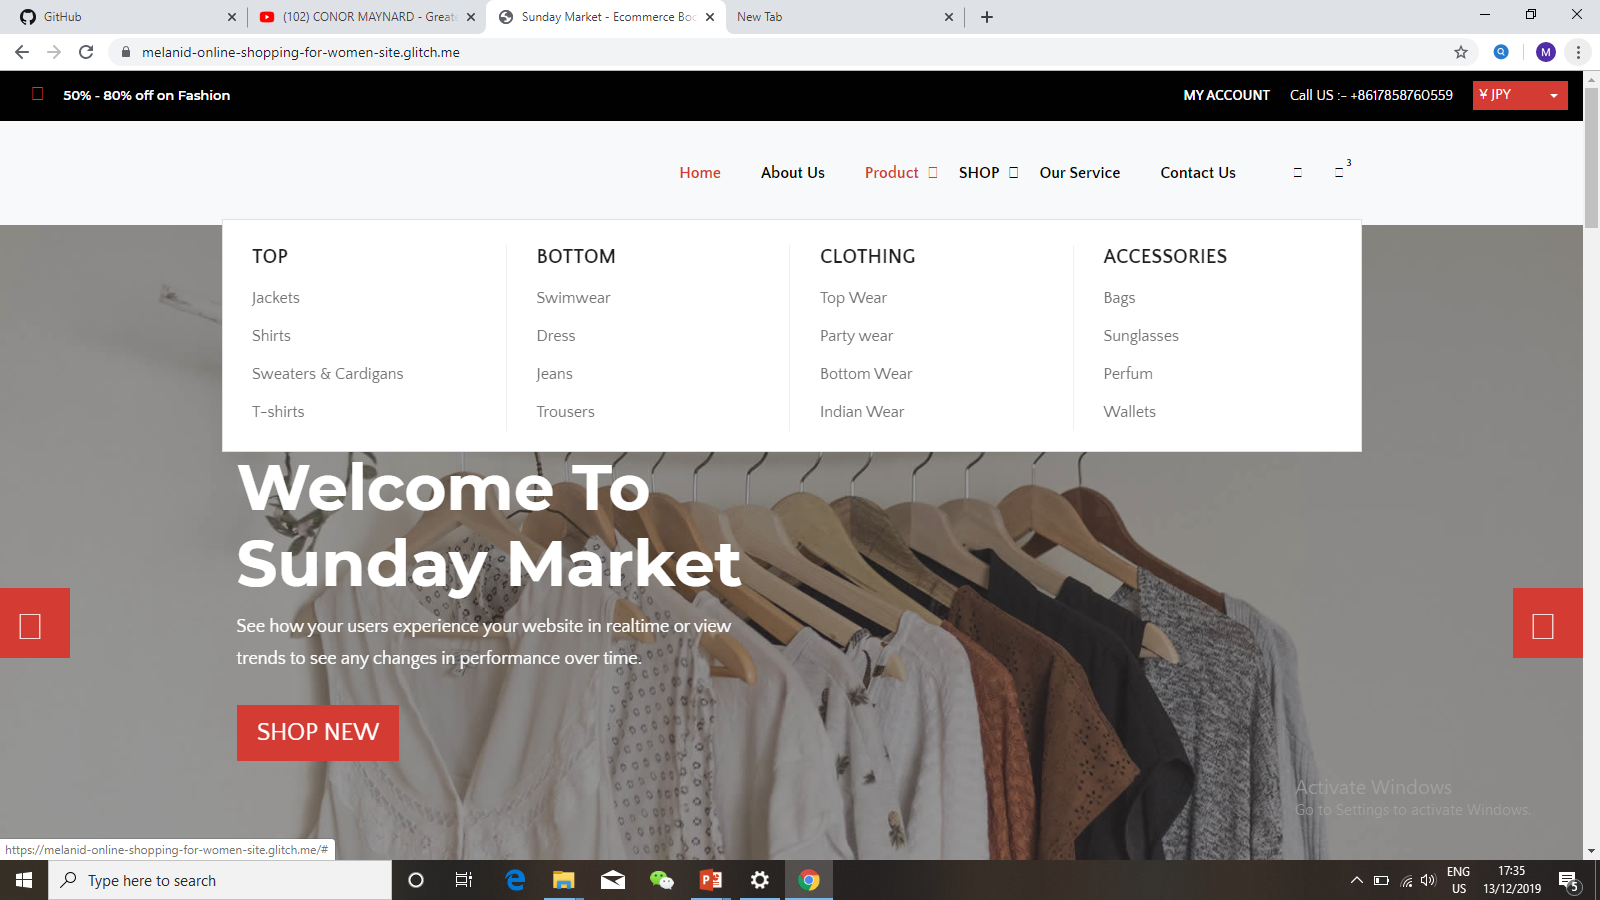 GitHub
(102) CONOR MAYNARD - Greate
Sunday Market - Ecommerce Boo
New Tab
melanid-online-shopping-for-women-site.glitch.me
M
50% - 80% off on Fashion
MY ACCOUNT
Call US :- +8617858760559
¥ JPY
Home
About Us
Product
SHOP
Our Service
Contact Us
3
TOP
Jackets
Shirts
Sweaters & Cardigans
T-shirts
BOTTOM
Swimwear
Dress
Jeans
Trousers
CLOTHING
Top Wear
Party wear
Bottom Wear
Indian Wear
ACCESSORIES
Bags
Sunglasses
Perfum
Wallets
Welcome To
Sunday Market
See how your users experience your website in realtime or view
trends to see any changes in performance over time.
SHOP NEW
Activate Windows
Go to Settings to activate Windows.
https://melanid-online-shopping-for-women-site.glitch.me/#
Type here to search
ENG
US
17:35
13/12/2019
5